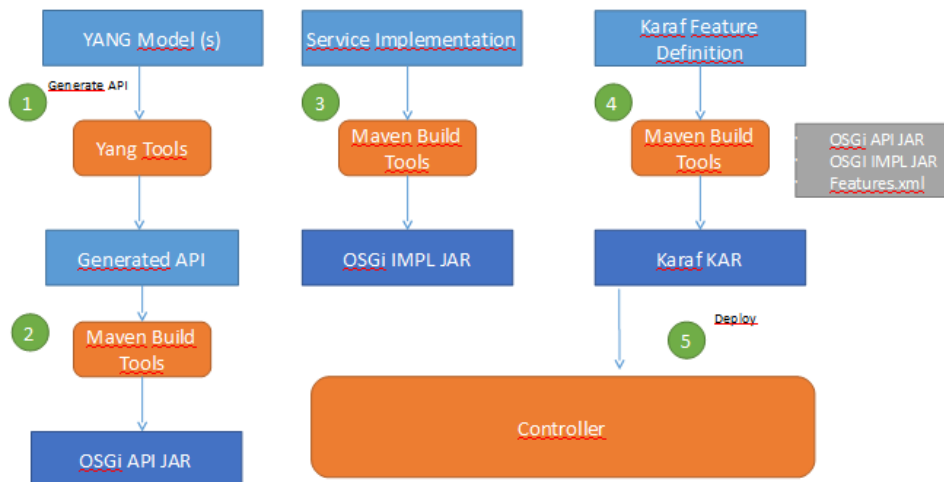 YANG Model (s)
1
Generate API
Yang Tools
Generated API
2
Maven Build
Tools
OSGi API JAR
Service Implementation
3
Maven Build
Tools
OSGi IMPL JAR
Karaf Feature
Definition
4
Maven Build
Tools
OSGi API JAR
OSGI IMPL JAR
Features.xml
Karaf KAR
5
Deploy
Controller